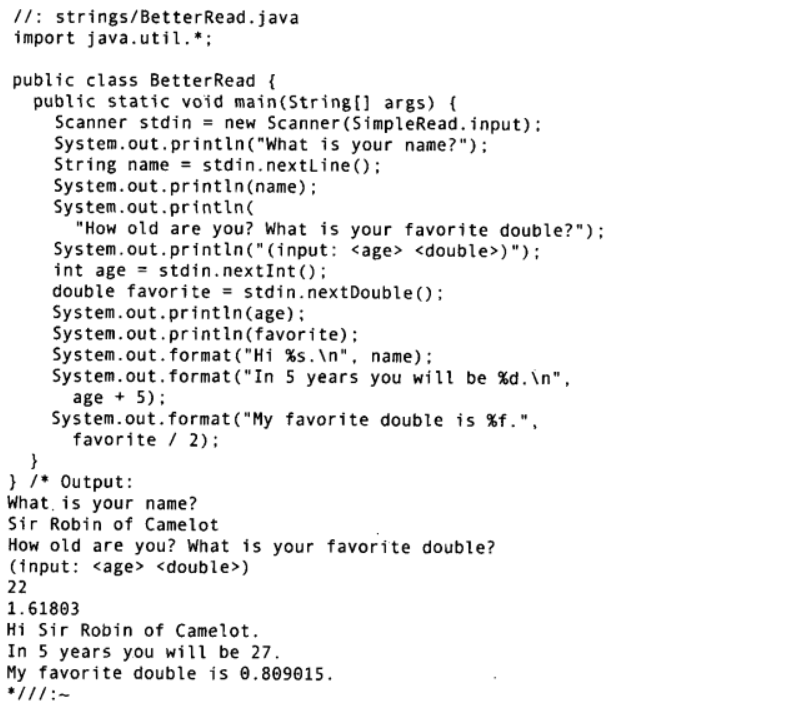 //: strings/BetterRead.java
import java.util.*;

public class BetterRead {
  public static void main(String[] args) {
    Scanner stdin = new Scanner(SimpleRead.input);
    System.out.println("What is your name?");
    String name = stdin.nextLine();
    System.out.println(name);
    System.out.println(
      "How old are you? What is your favorite double?");
    System.out.println("(input: <age> <double>)");
    int age = stdin.nextInt();
    double favorite = stdin.nextDouble();
    System.out.println(age);
    System.out.println(favorite);
    System.out.format("Hi %s.\n", name);
    System.out.format("In 5 years you will be %d.\n",
      age + 5);
    System.out.format("My favorite double is %f.",
      favorite / 2);
  }
} /* Output:
What is your name?
Sir Robin of Camelot
How old are you? What is your favorite double?
(input: <age> <double>)
22
1.61803
Hi Sir Robin of Camelot.
In 5 years you will be 27.
My favorite double is 0.809015.
*///:~